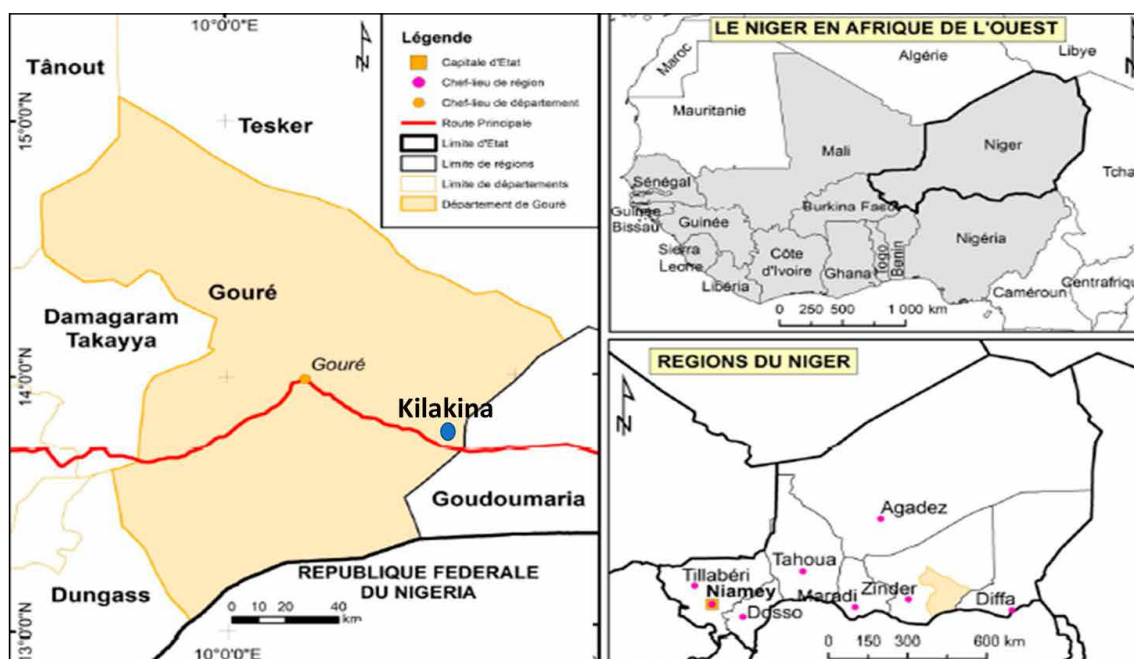 10°0'0"E
Tânout
15°0'0"N
Tesker
Légende
Capitale d'Etat
Chef-lieu de région
Chef-lieu de département
Route Principale
Limite d'Etat
Limite de régions
Limite de départements
Département de Gouré
N
Gouré
Damagaram
Takayya
Gouré
14°0'0"N
Kilakina
Goudoumaria
REPUBLIQUE FEDERALE
DU NIGERIA
Dungass
0 10 20 40
km
13°0'0"N
10°0'0"E
LE NIGER EN AFRIQUE DE L'OUEST
N
Maroc
Algérie
Libye
Mauritanie
Mali
Niger
Tcha
Sénégal
Burkina Faso
Guinée
Bissau
Guinée
Nigéria
Sierra
Leone
Côte
d'Ivoire
Ghana
Togo
Benin
Libéria
Caméroun
Centrafrique
0 250 500 1 000 km
REGIONS DU NIGER
N
Agadez
Tahoua
Tillabéri
Niamey
Maradi
Zinder
Diffa
Dosso
0 150 300 600 km